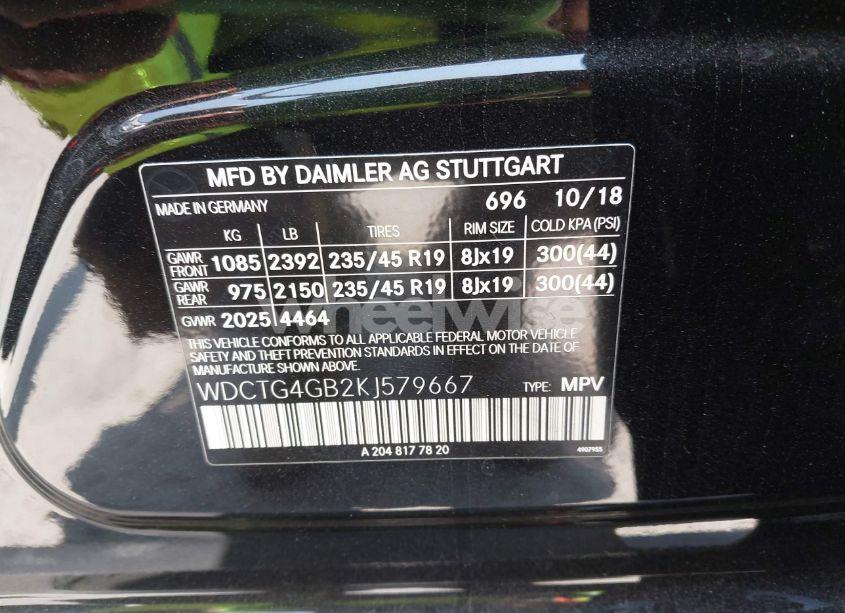 MFD BY DAIMLER AG STUTTGART
MADE IN GERMANY 696 10/18
KG LB TIRES RIM SIZE COLD KPA (PSI)
GAWR FRONT 1085 2392 235/45 R19 8Jx19 300(44)
GAWR REAR 975 2150 235/45 R19 8Jx19 300(44)
GVWR 2025 4464
wheelwise
THIS VEHICLE CONFORMS TO ALL APPLICABLE FEDERAL MOTOR VEHICLE
SAFETY AND THEFT PREVENTION STANDARDS IN EFFECT ON THE DATE OF
MANUFACTURE SHOWN ABOVE.
WDCTG4GB2KJ579667 TYPE: MPV
A 204 817 78 20 4907955